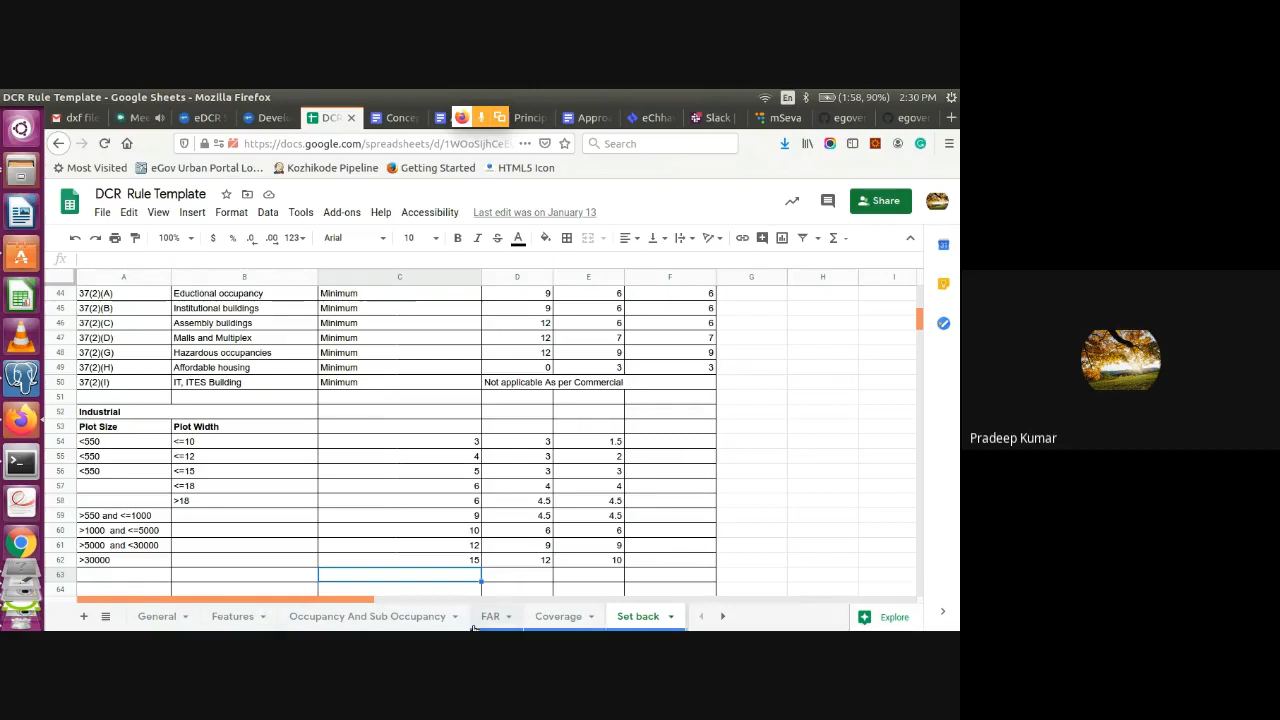 DCR Rule Template - Google Sheets - Mozilla Firefox
En
(1:58, 90%)
2:30 PM
dxf file
Mee
eDCR
Develo
DCR
Conce
Princip
Appro
eChha
Slack |
mSeva
egover
egover
https://docs.google.com/spreadsheets/d/1WOoSIjhCeE
Search
Most Visited
eGov Urban Portal Lo...
Kozhikode Pipeline
Getting Started
HTML5 Icon
DCR Rule Template
Share
File Edit View Insert Format Data Tools Add-ons Help Accessibility Last edit was on January 13
100% $ % .0 .00 123 Arial 10 B I S A
fx
A B C D E F G H I
44 37(2)(A) Eductional occupancy Minimum 9 6 6
45 37(2)(B) Institutional buildings Minimum 9 6 6
46 37(2)(C) Assembly buildings Minimum 12 6 6
47 37(2)(D) Malls and Multiplex Minimum 12 7 7
48 37(2)(G) Hazardous occupancies Minimum 12 9 9
49 37(2)(H) Affordable housing Minimum 0 3 3
50 37(2)(I) IT, ITES Building Minimum Not applicable As per Commercial
51
52 Industrial
53 Plot Size Plot Width
54 <550 <=10 3 3 1.5
55 <550 <=12 4 3 2
56 <550 <=15 5 3 3
57 <=18 6 4 4
58 >18 6 4.5 4.5
59 >550 and <=1000 9 4.5 4.5
60 >1000 and <=5000 10 6 6
61 >5000 and <30000 12 9 9
62 >30000 15 12 10
63
64
General Features Occupancy And Sub Occupancy FAR Coverage Set back Explore
Pradeep Kumar